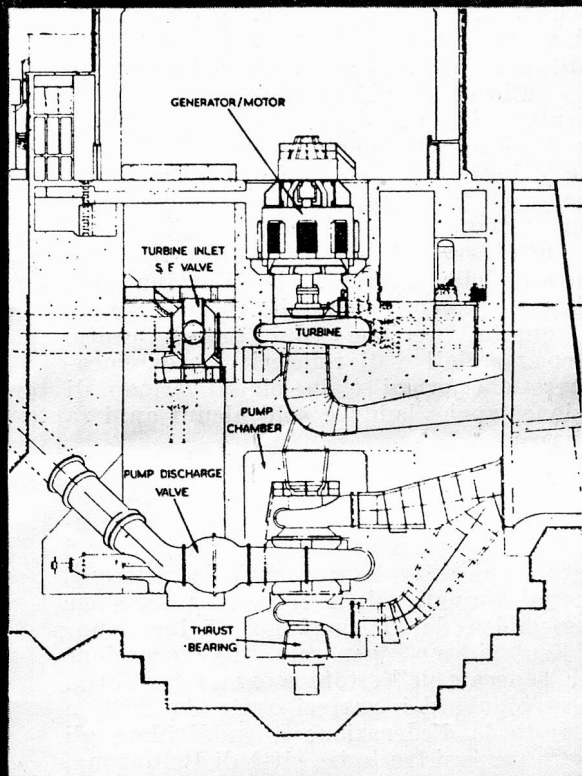 GENERATOR/MOTOR
TURBINE INLET
S.F VALVE
TURBINE
PUMP
CHAMBER
PUMP DISCHARGE
VALVE
THRUST
BEARING